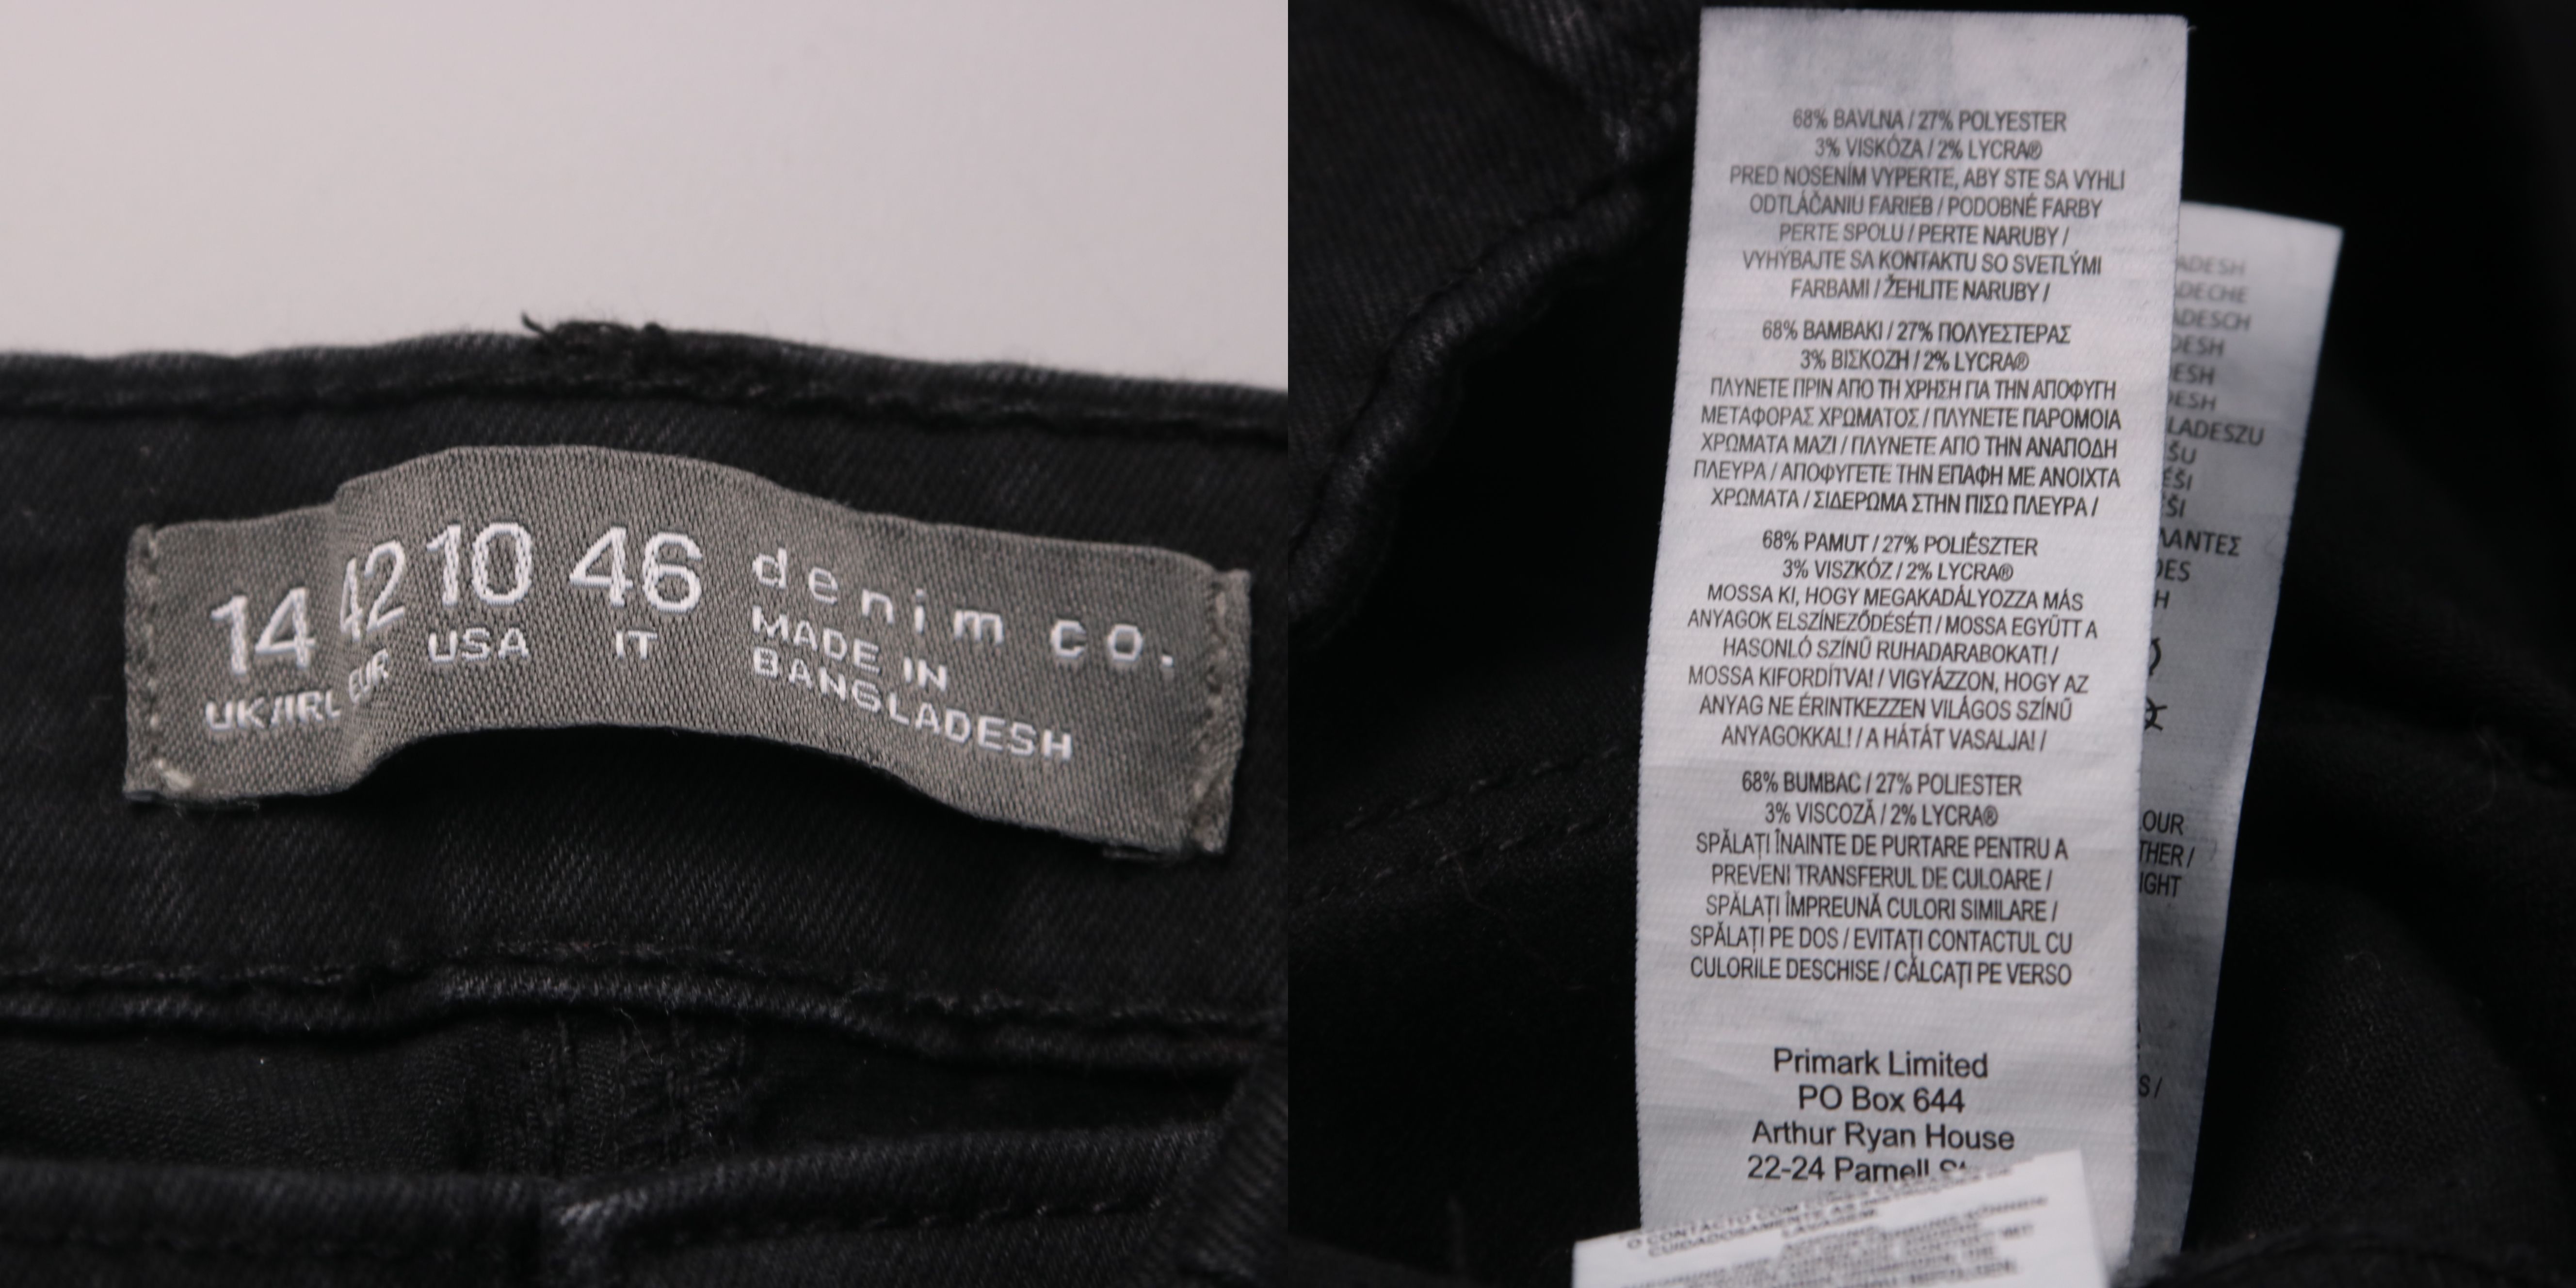 14 42 10 46
UK/IRL EUR USA IT
denim co.
MADE IN
BANGLADESH
68% BAVLNA / 27% POLYESTER
3% VISKÓZA / 2% LYCRA®
PRED NOSENÍM VYPERTE, ABY STE SA VYHLI
ODTLÁČANIU FARIEB / PODOBNÉ FARBY
PERTE SPOLU / PERTE NARUBY /
VYHÝBAJTE SA KONTAKTU SO SVETLÝMI
FARBAMI / ŽEHLITE NARUBY /
68% ΒΑΜΒΑΚΙ / 27% ΠΟΛΥΕΣΤΕΡΑΣ
3% ΒΙΣΚΟΖΗ / 2% LYCRA®
ΠΛΥΝΕΤΕ ΠΡΙΝ ΑΠΟ ΤΗ ΧΡΗΣΗ ΓΙΑ ΤΗΝ ΑΠΟΦΥΓΗ
ΜΕΤΑΦΟΡΑΣ ΧΡΩΜΑΤΟΣ / ΠΛΥΝΕΤΕ ΠΑΡΟΜΟΙΑ
ΧΡΩΜΑΤΑ ΜΑΖΙ / ΠΛΥΝΕΤΕ ΑΠΟ ΤΗΝ ΑΝΑΠΟΔΗ
ΠΛΕΥΡΑ / ΑΠΟΦΥΓΕΤΕ ΤΗΝ ΕΠΑΦΗ ΜΕ ΑΝΟΙΧΤΑ
ΧΡΩΜΑΤΑ / ΣΙΔΕΡΩΜΑ ΣΤΗΝ ΠΙΣΩ ΠΛΕΥΡΑ /
68% PAMUT / 27% POLIÉSZTER
3% VISZKÓZ / 2% LYCRA®
MOSSA KI, HOGY MEGAKADÁLYOZZA MÁS
ANYAGOK ELSZÍNEZŐDÉSÉT! / MOSSA EGYÜTT A
HASONLÓ SZÍNŰ RUHADARABOKAT! /
MOSSA KIFORDÍTVA! / VIGYÁZZON, HOGY AZ
ANYAG NE ÉRINTKEZZEN VILÁGOS SZÍNŰ
ANYAGOKKAL! / A HÁTÁT VASALJA! /
68% BUMBAC / 27% POLIESTER
3% VISCOZĂ / 2% LYCRA®
SPĂLAȚI ÎNAINTE DE PURTARE PENTRU A
PREVENI TRANSFERUL DE CULOARE /
SPĂLAȚI ÎMPREUNĂ CULORI SIMILARE /
SPĂLAȚI PE DOS / EVITAȚI CONTACTUL CU
CULORILE DESCHISE / CĂLCAȚI PE VERSO
Primark Limited
PO Box 644
Arthur Ryan House
22-24 Parnell